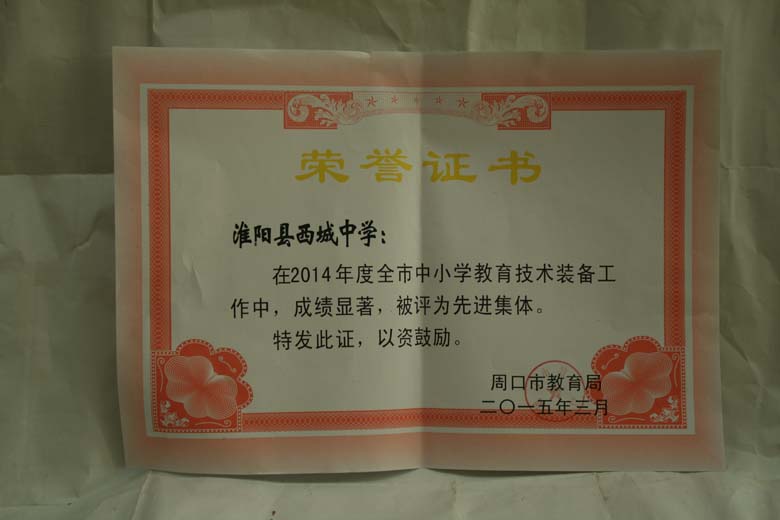 荣誉证书
淮阳县西城中学：
在2014年度全市中小学教育技术装备工
作中，成绩显著，被评为先进集体。
特发此证，以资鼓励。
周口市教育局
二〇一五年三月